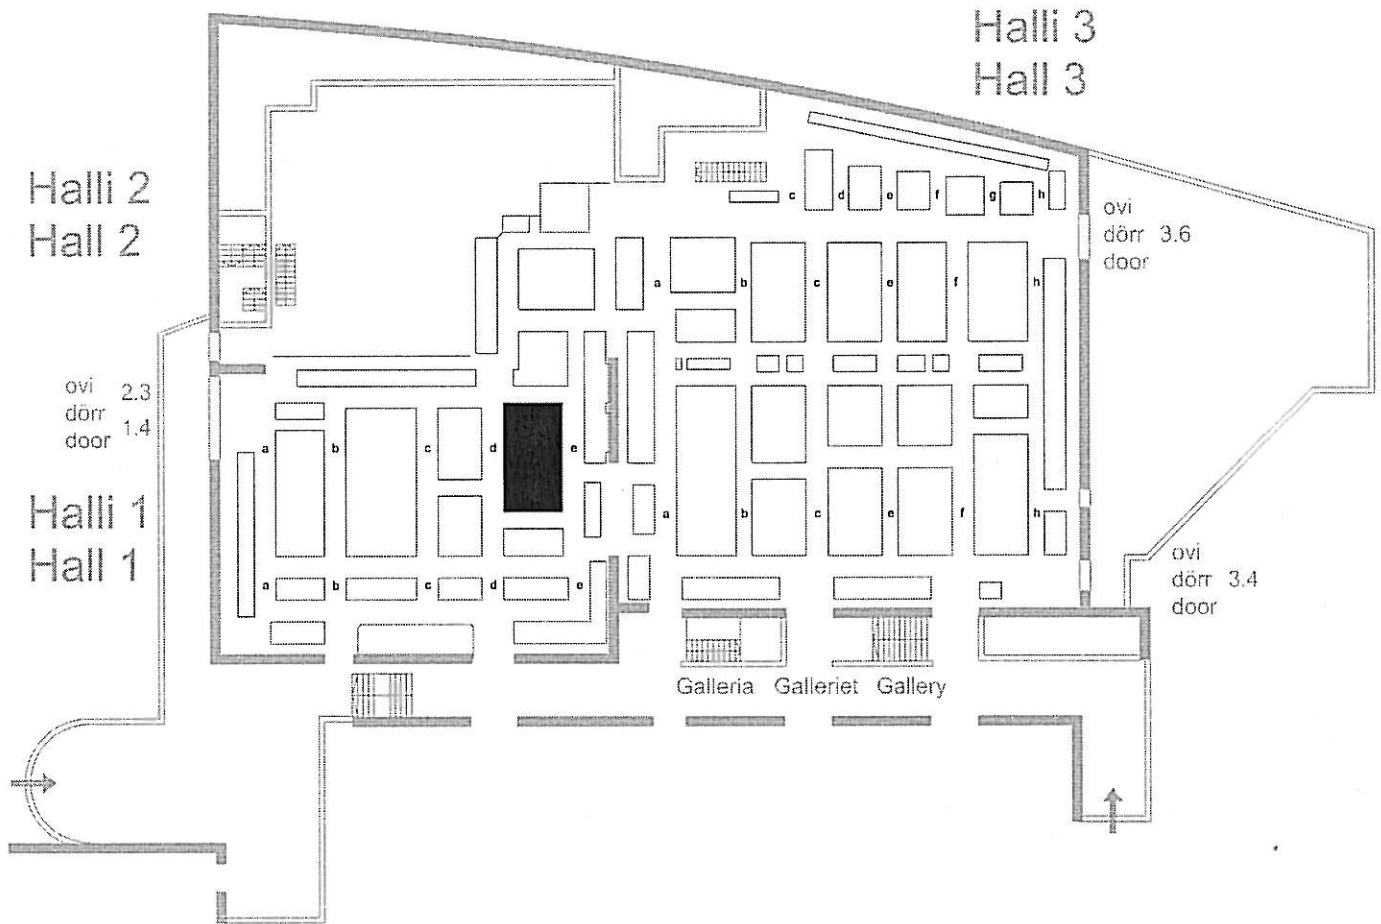 Halli 3
Hall 3
Halli 2
Hall 2
c d e f g h
ovi
dörr 3.6
door
a b c e f h
ovi 2.3
dörr
door 1.4
a b c d e
Halli 1
Hall 1
a b c e f h
ovi
dörr 3.4
door
a b c d e
Galleria Galleriet Gallery